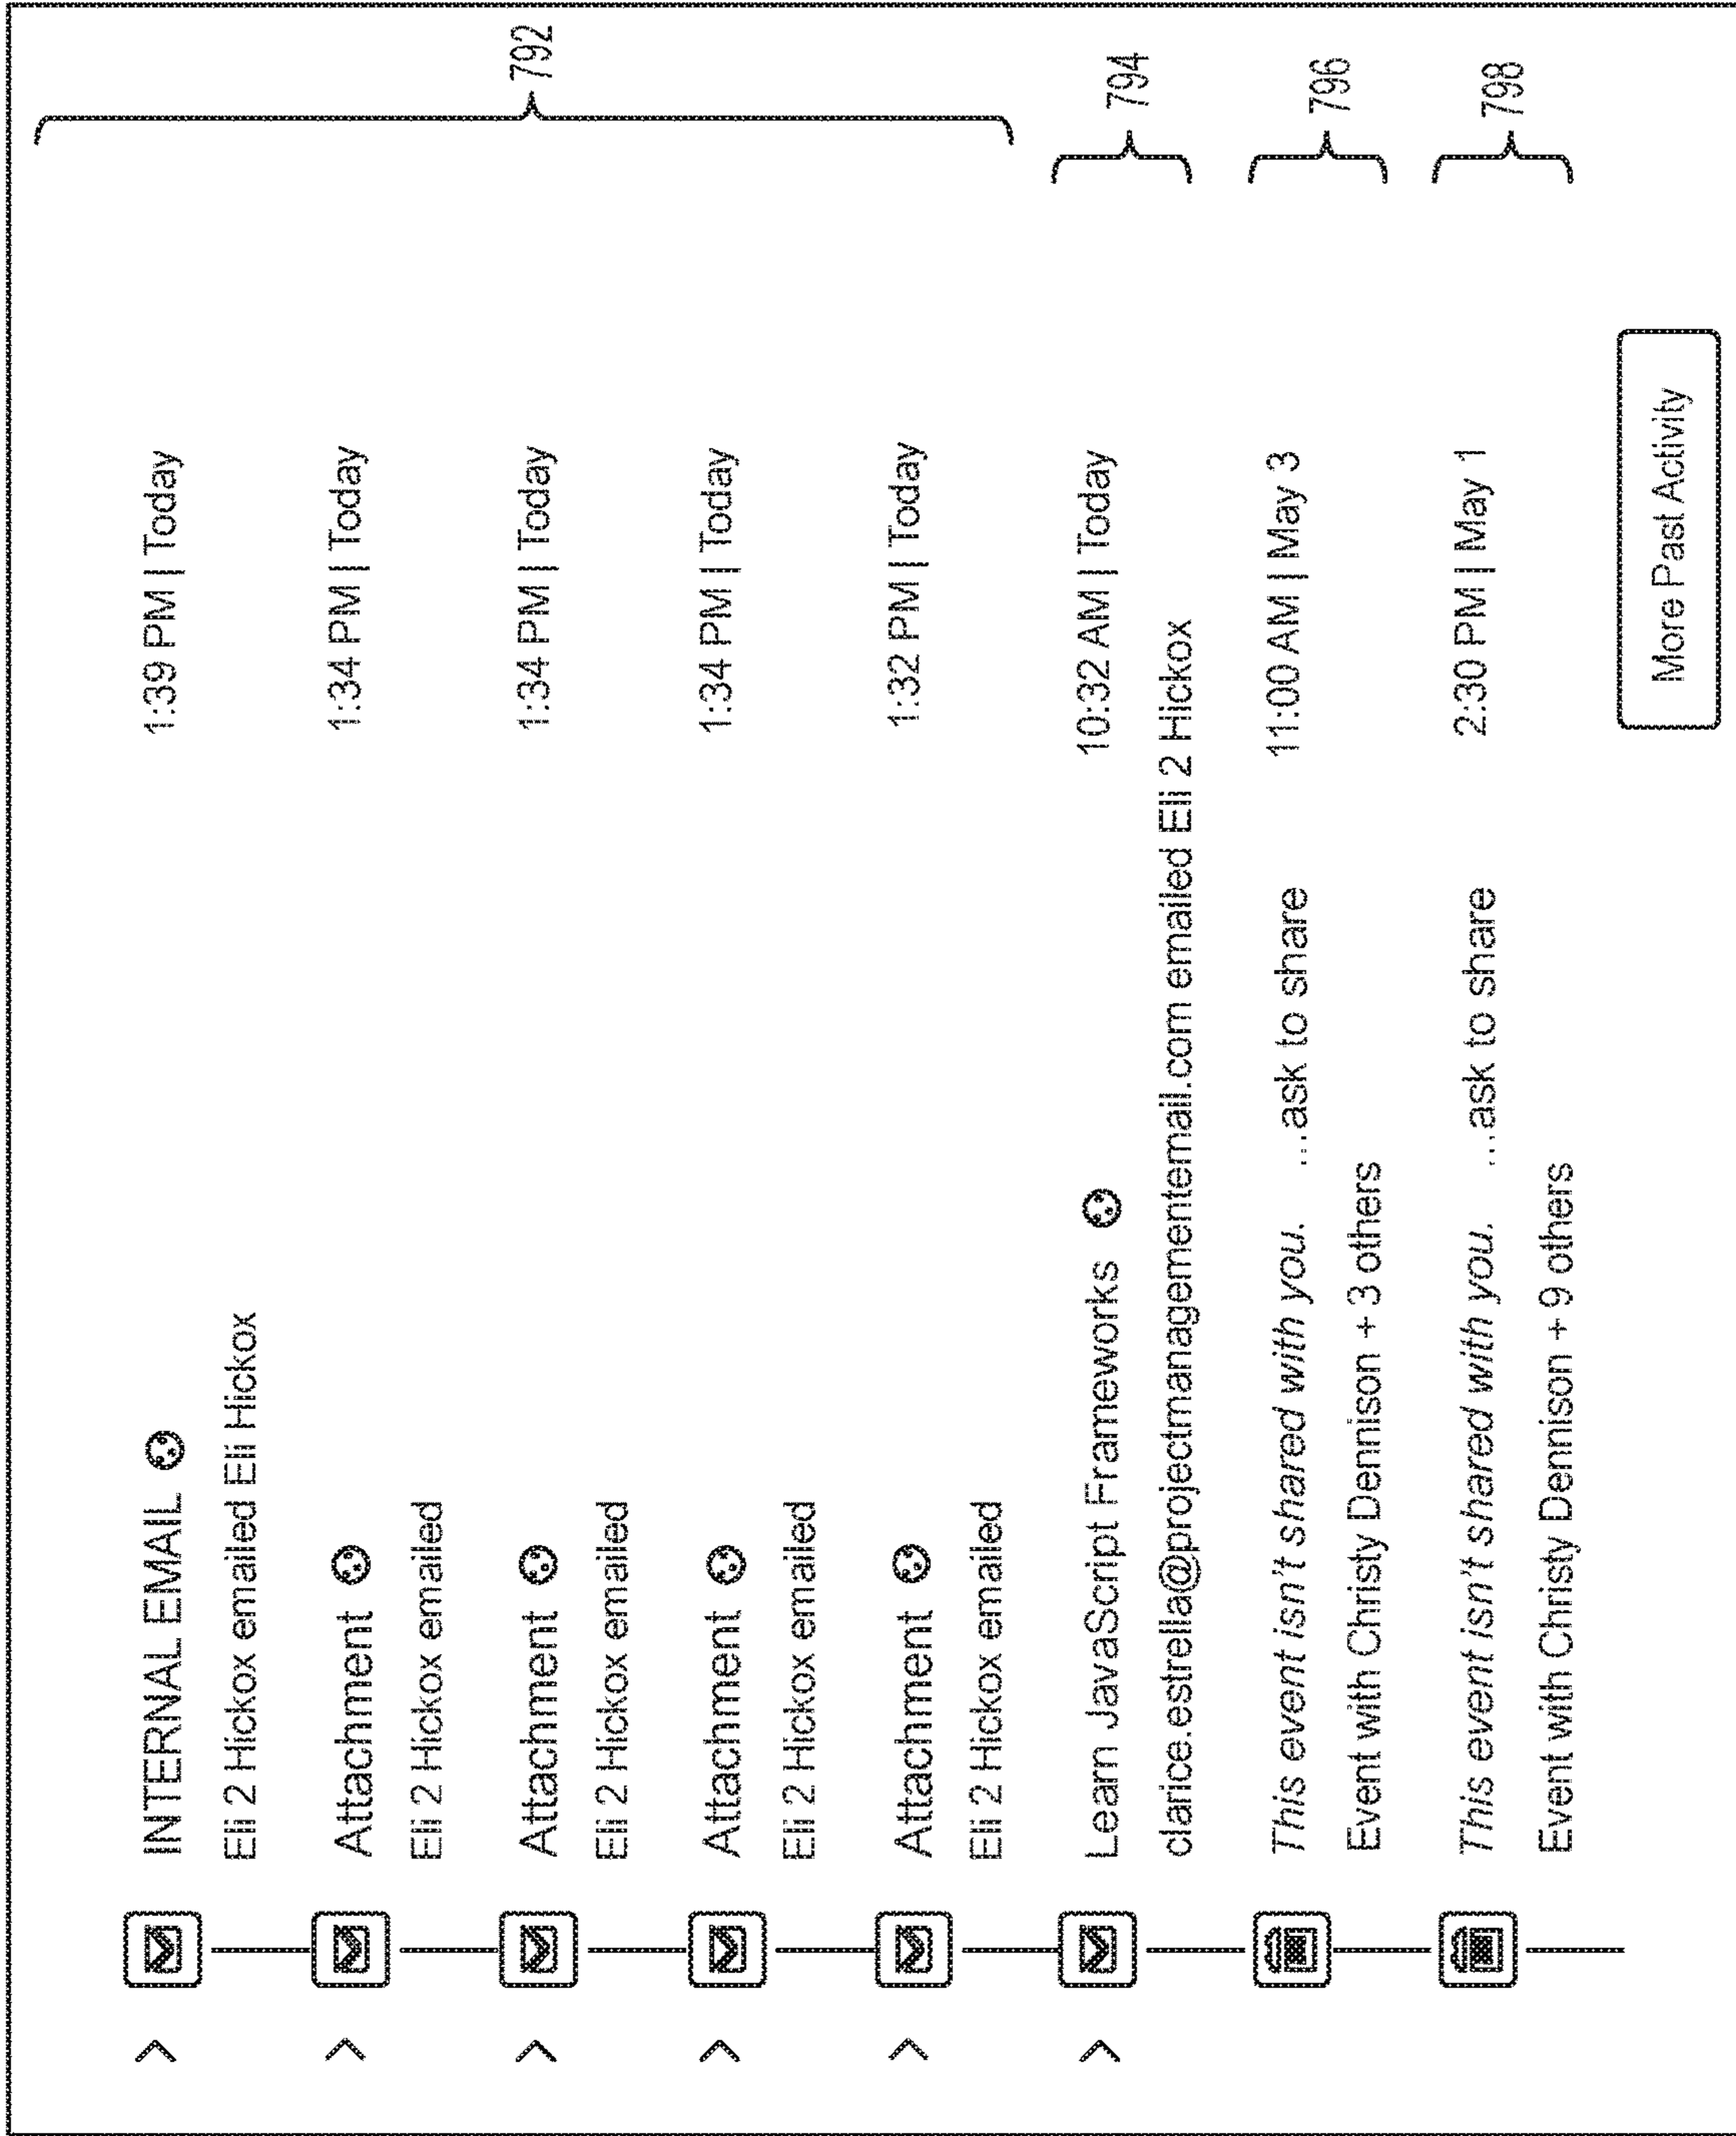 INTERNAL EMAIL 1:39 PM | Today
Eli 2 Hickox emailed Eli Hickox
Attachment 1:34 PM | Today
Eli 2 Hickox emailed
Attachment 1:34 PM | Today
Eli 2 Hickox emailed
792
Attachment 1:34 PM | Today
Eli 2 Hickox emailed
Attachment 1:32 PM | Today
Eli 2 Hickox emailed
Learn JavaScript Frameworks 10:32 AM | Today
794
clarice.estrella@projectmanagementemail.com emailed Eli 2 Hickox
This event isn't shared with you. ...ask to share 11:00 AM | May 3
796
Event with Christy Dennison + 3 others
This event isn't shared with you. ...ask to share 2:30 PM | May 1
798
Event with Christy Dennison + 9 others
More Past Activity